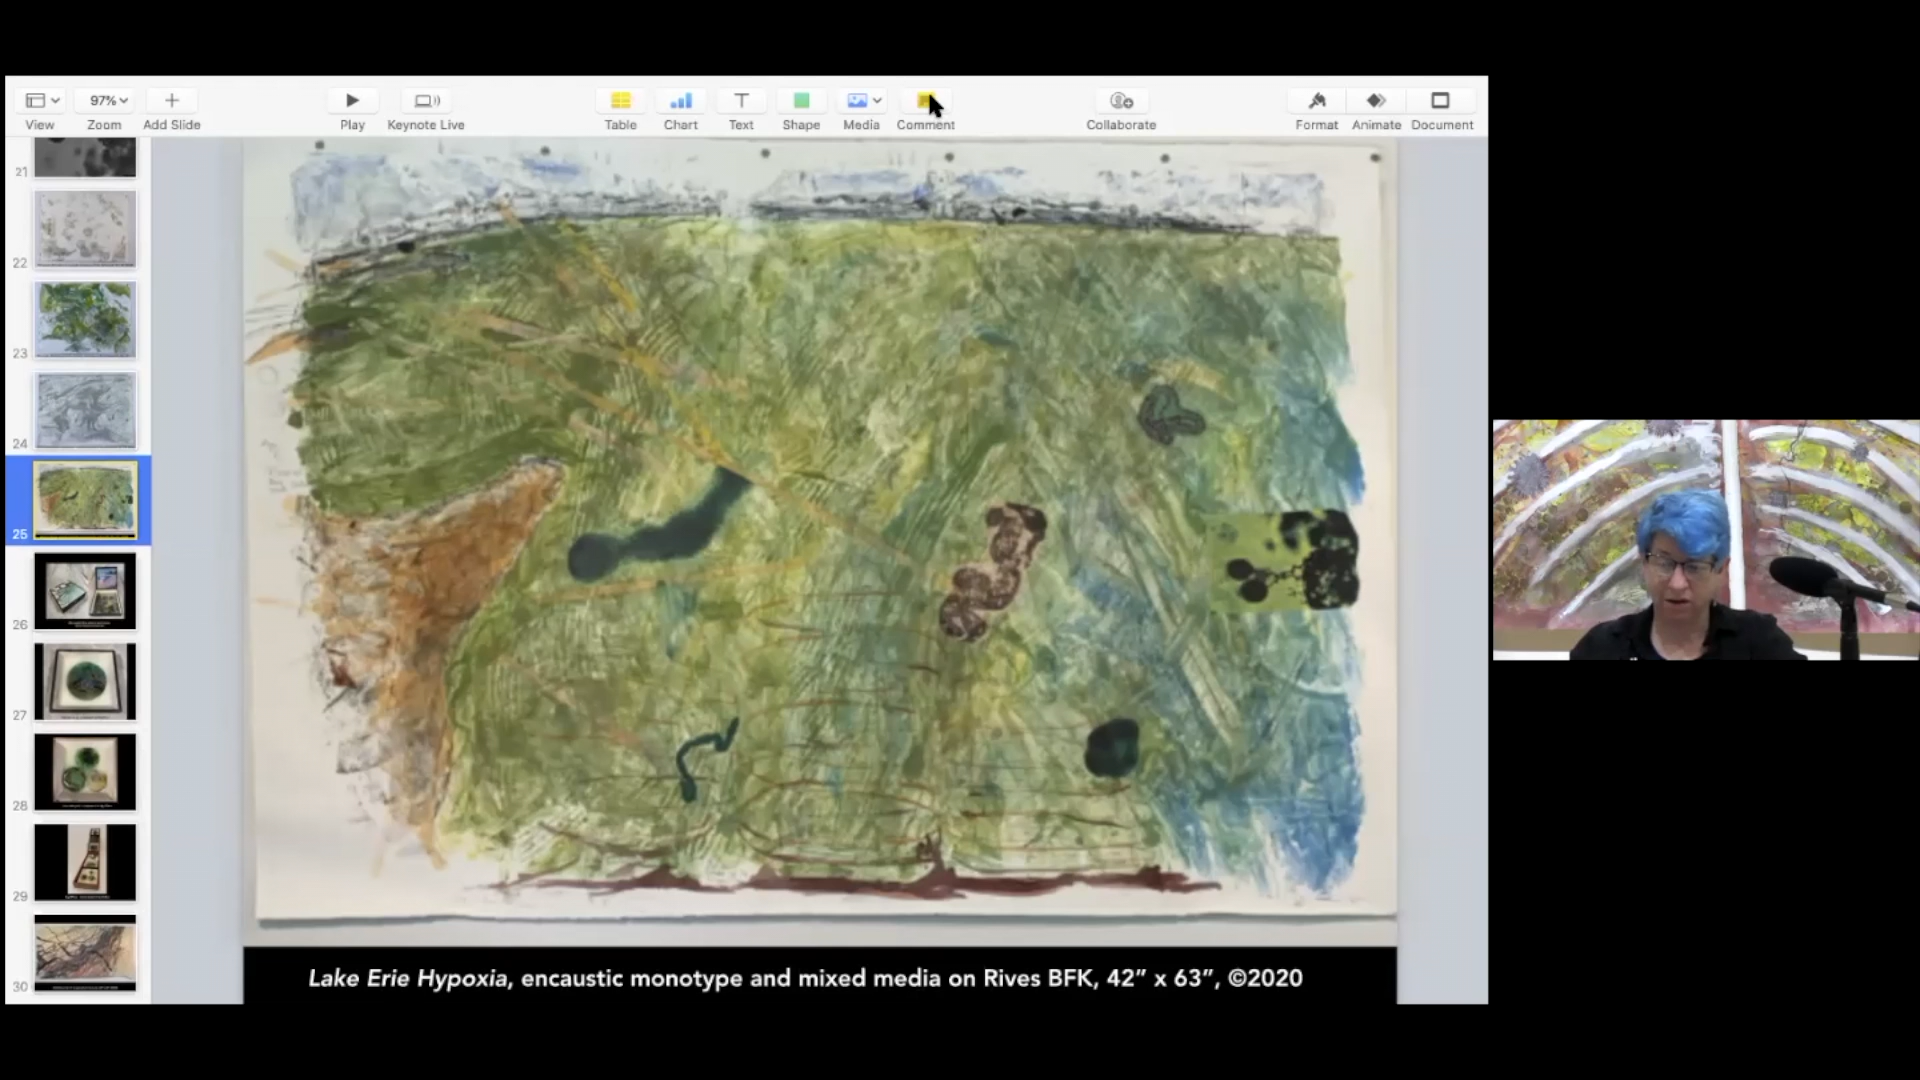 97%
View
Zoom
Add Slide
Play
Keynote Live
Table
Chart
Text
Shape
Media
Comment
Collaborate
Format
Animate
Document
21
22
23
24
25
26
27
28
29
30
Lake Erie Hypoxia, encaustic monotype and mixed media on Rives BFK, 42” x 63”, ©2020